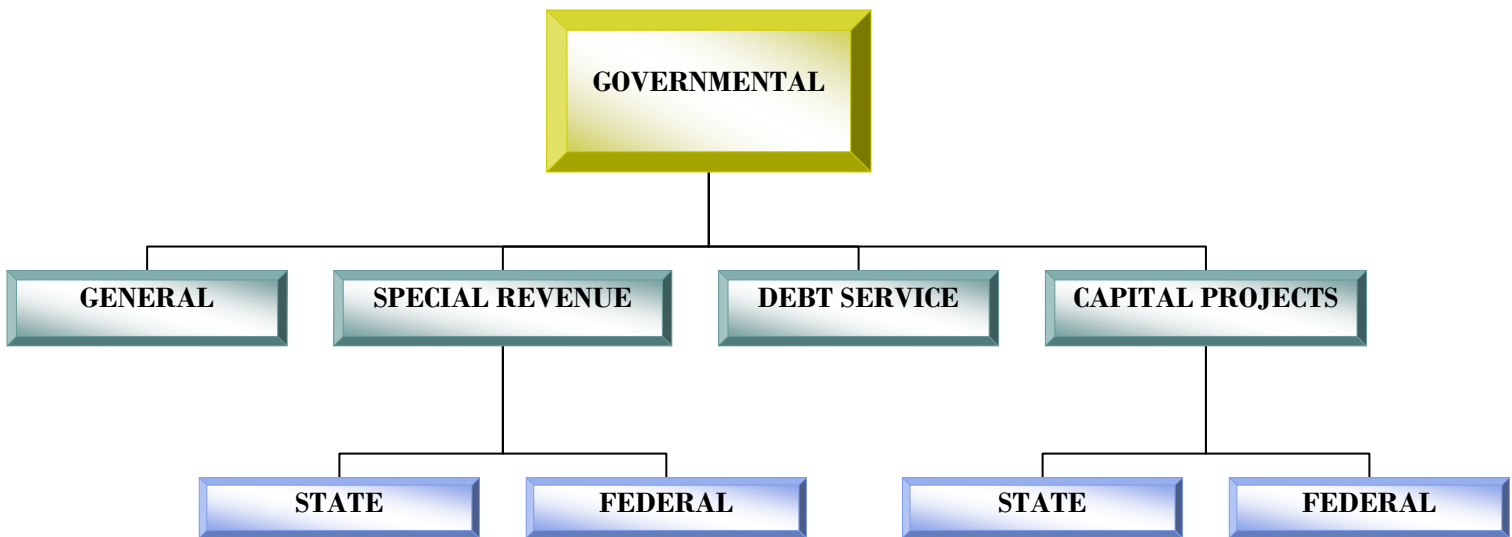 GOVERNMENTAL
GENERAL
SPECIAL REVENUE
DEBT SERVICE
CAPITAL PROJECTS
STATE
FEDERAL
STATE
FEDERAL